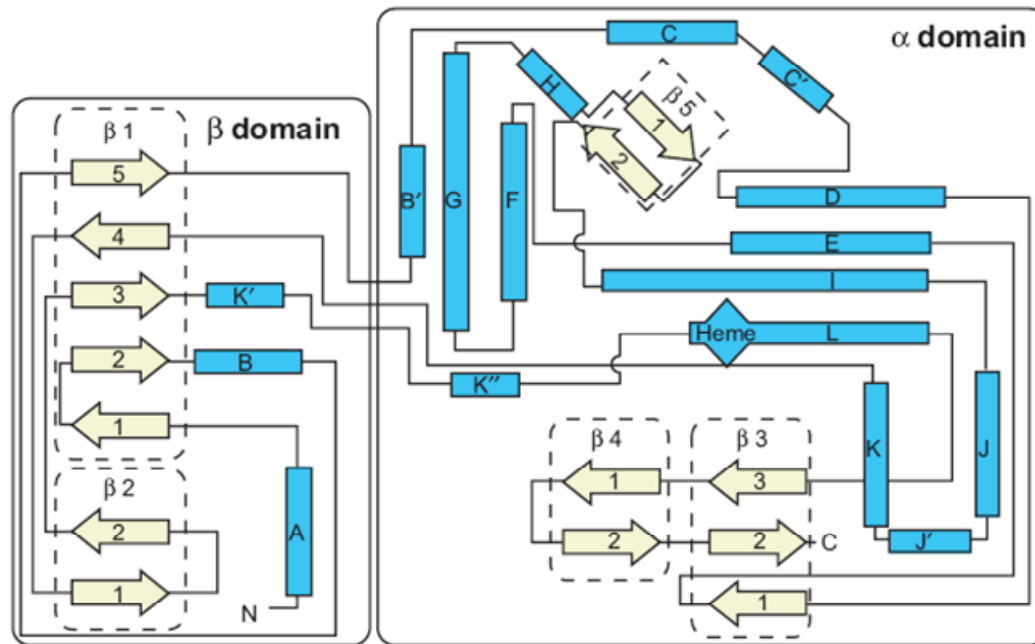 α domain
β domain
C
C′
H
β 5
1
2
β 1
5
B′
G
F
D
4
E
3
K′
I
Heme
L
2
B
K″
1
K
J
β 4
β 3
β 2
1
3
A
2
2
2
C
J′
1
N
1